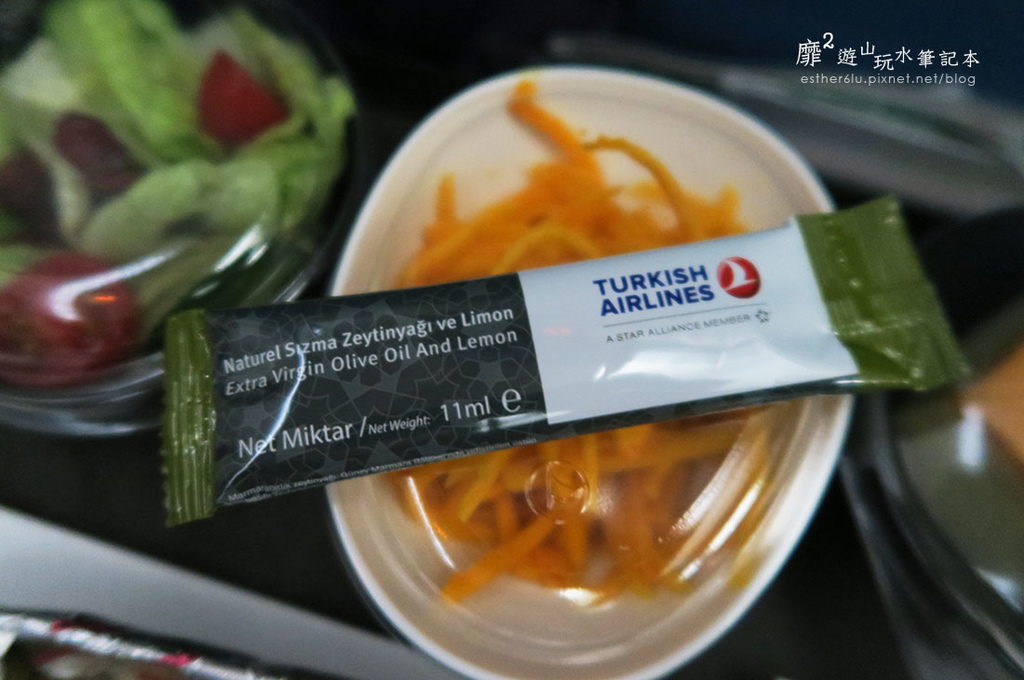 靡2遊山玩水筆記本
esther6lu.pixnet.net/blog
TURKISH
AIRLINES
A STAR ALLIANCE MEMBER
Naturel Sızma Zeytinyağı ve Limon
Extra Virgin Olive Oil And Lemon
Net Miktar / Net Weight: 11ml e